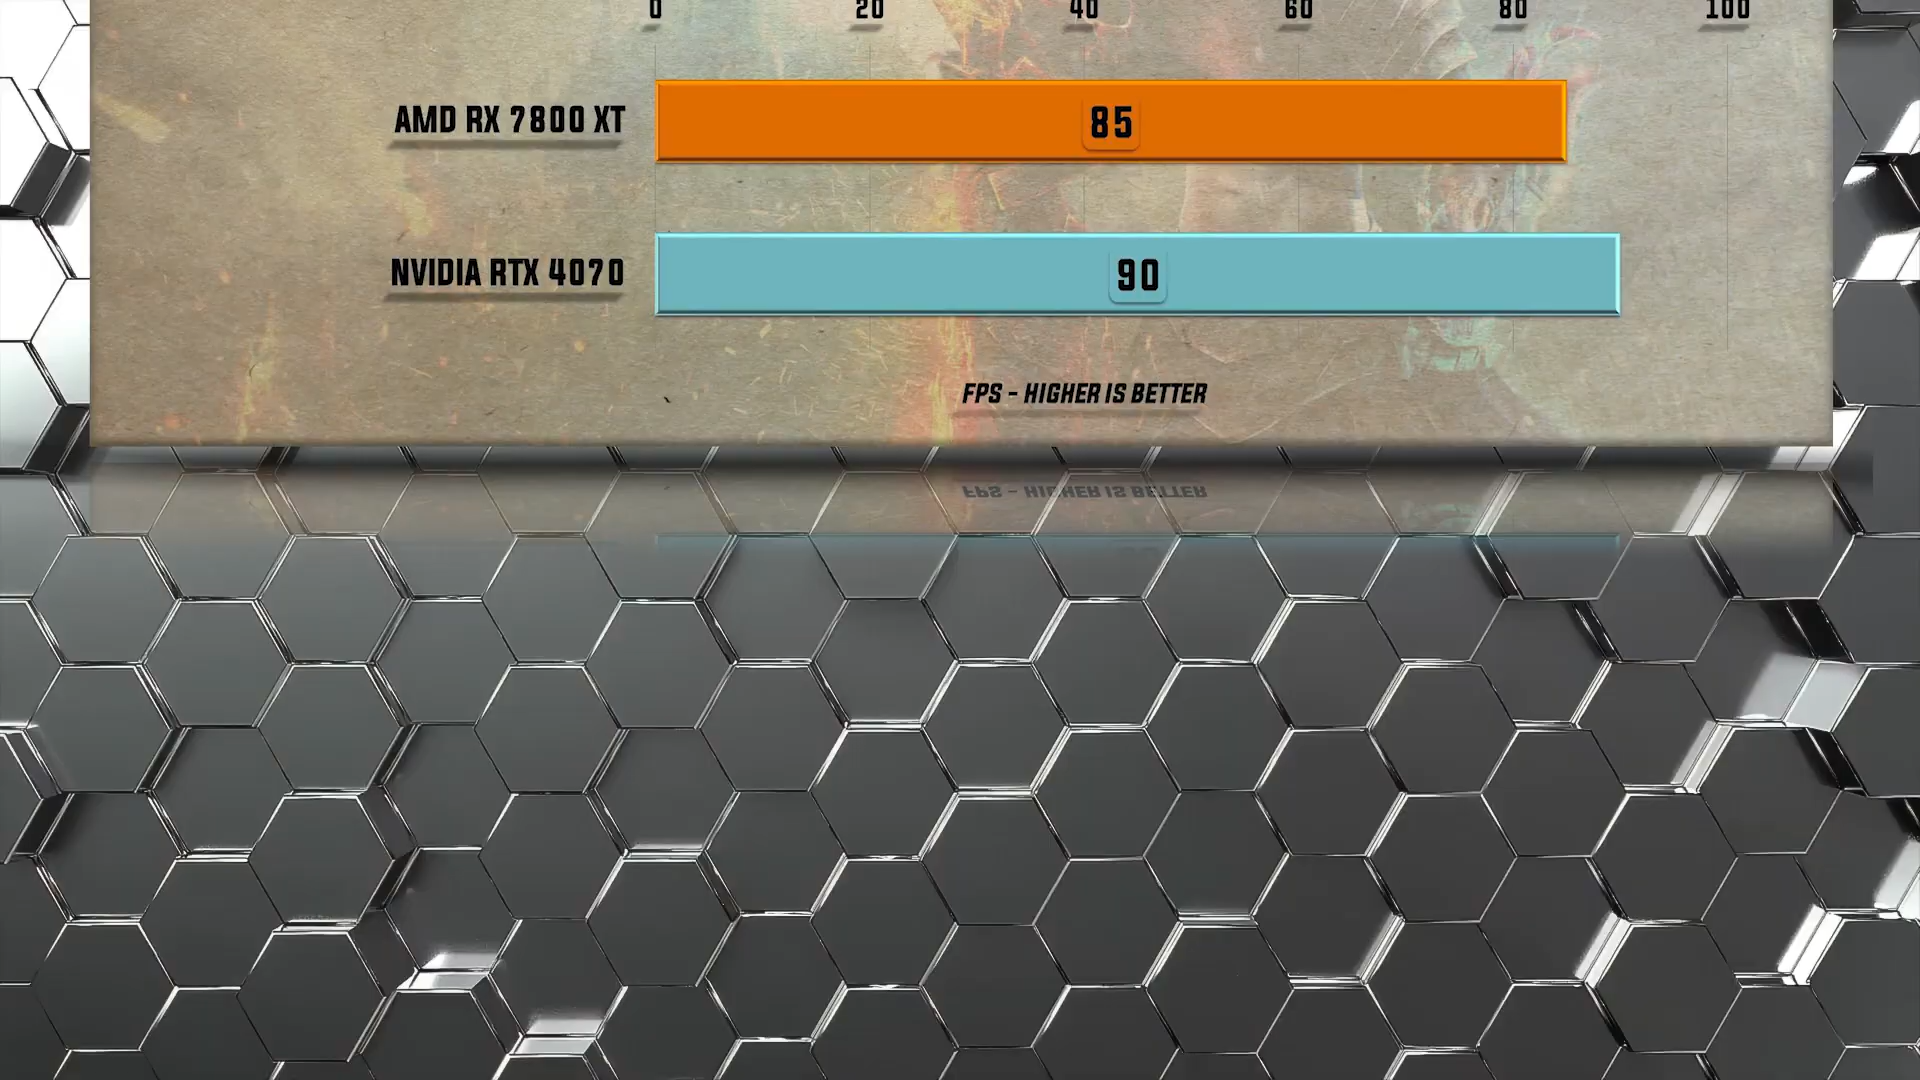 0 20 40 60 80 100
AMD RX 7800 XT 85
NVIDIA RTX 4070 90
FPS - HIGHER IS BETTER